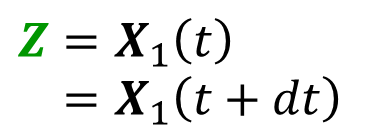 Z = X₁(t)
= X₁(t + dt)